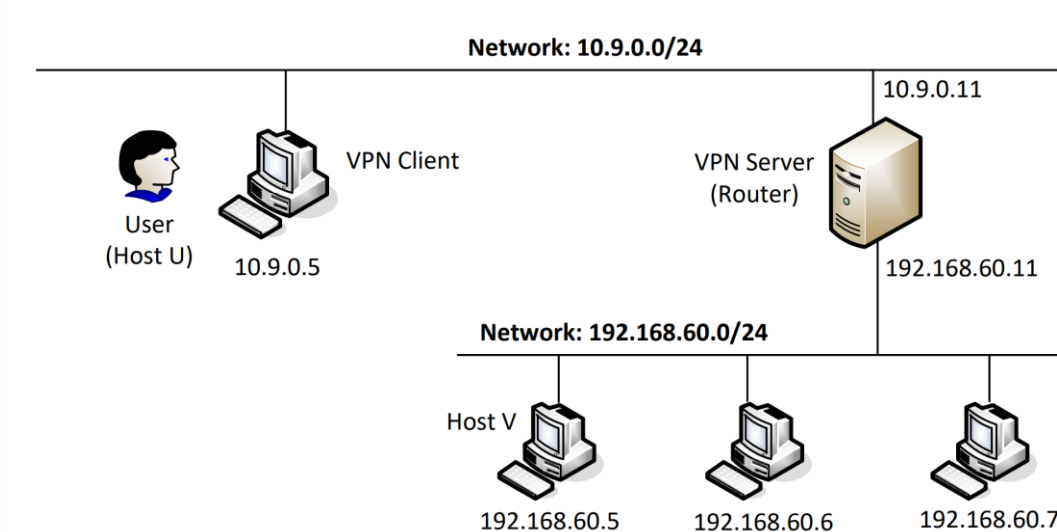 Network: 10.9.0.0/24
10.9.0.11
VPN Client
VPN Server
(Router)
User
(Host U)
10.9.0.5
192.168.60.11
Network: 192.168.60.0/24
Host V
192.168.60.5
192.168.60.6
192.168.60.7